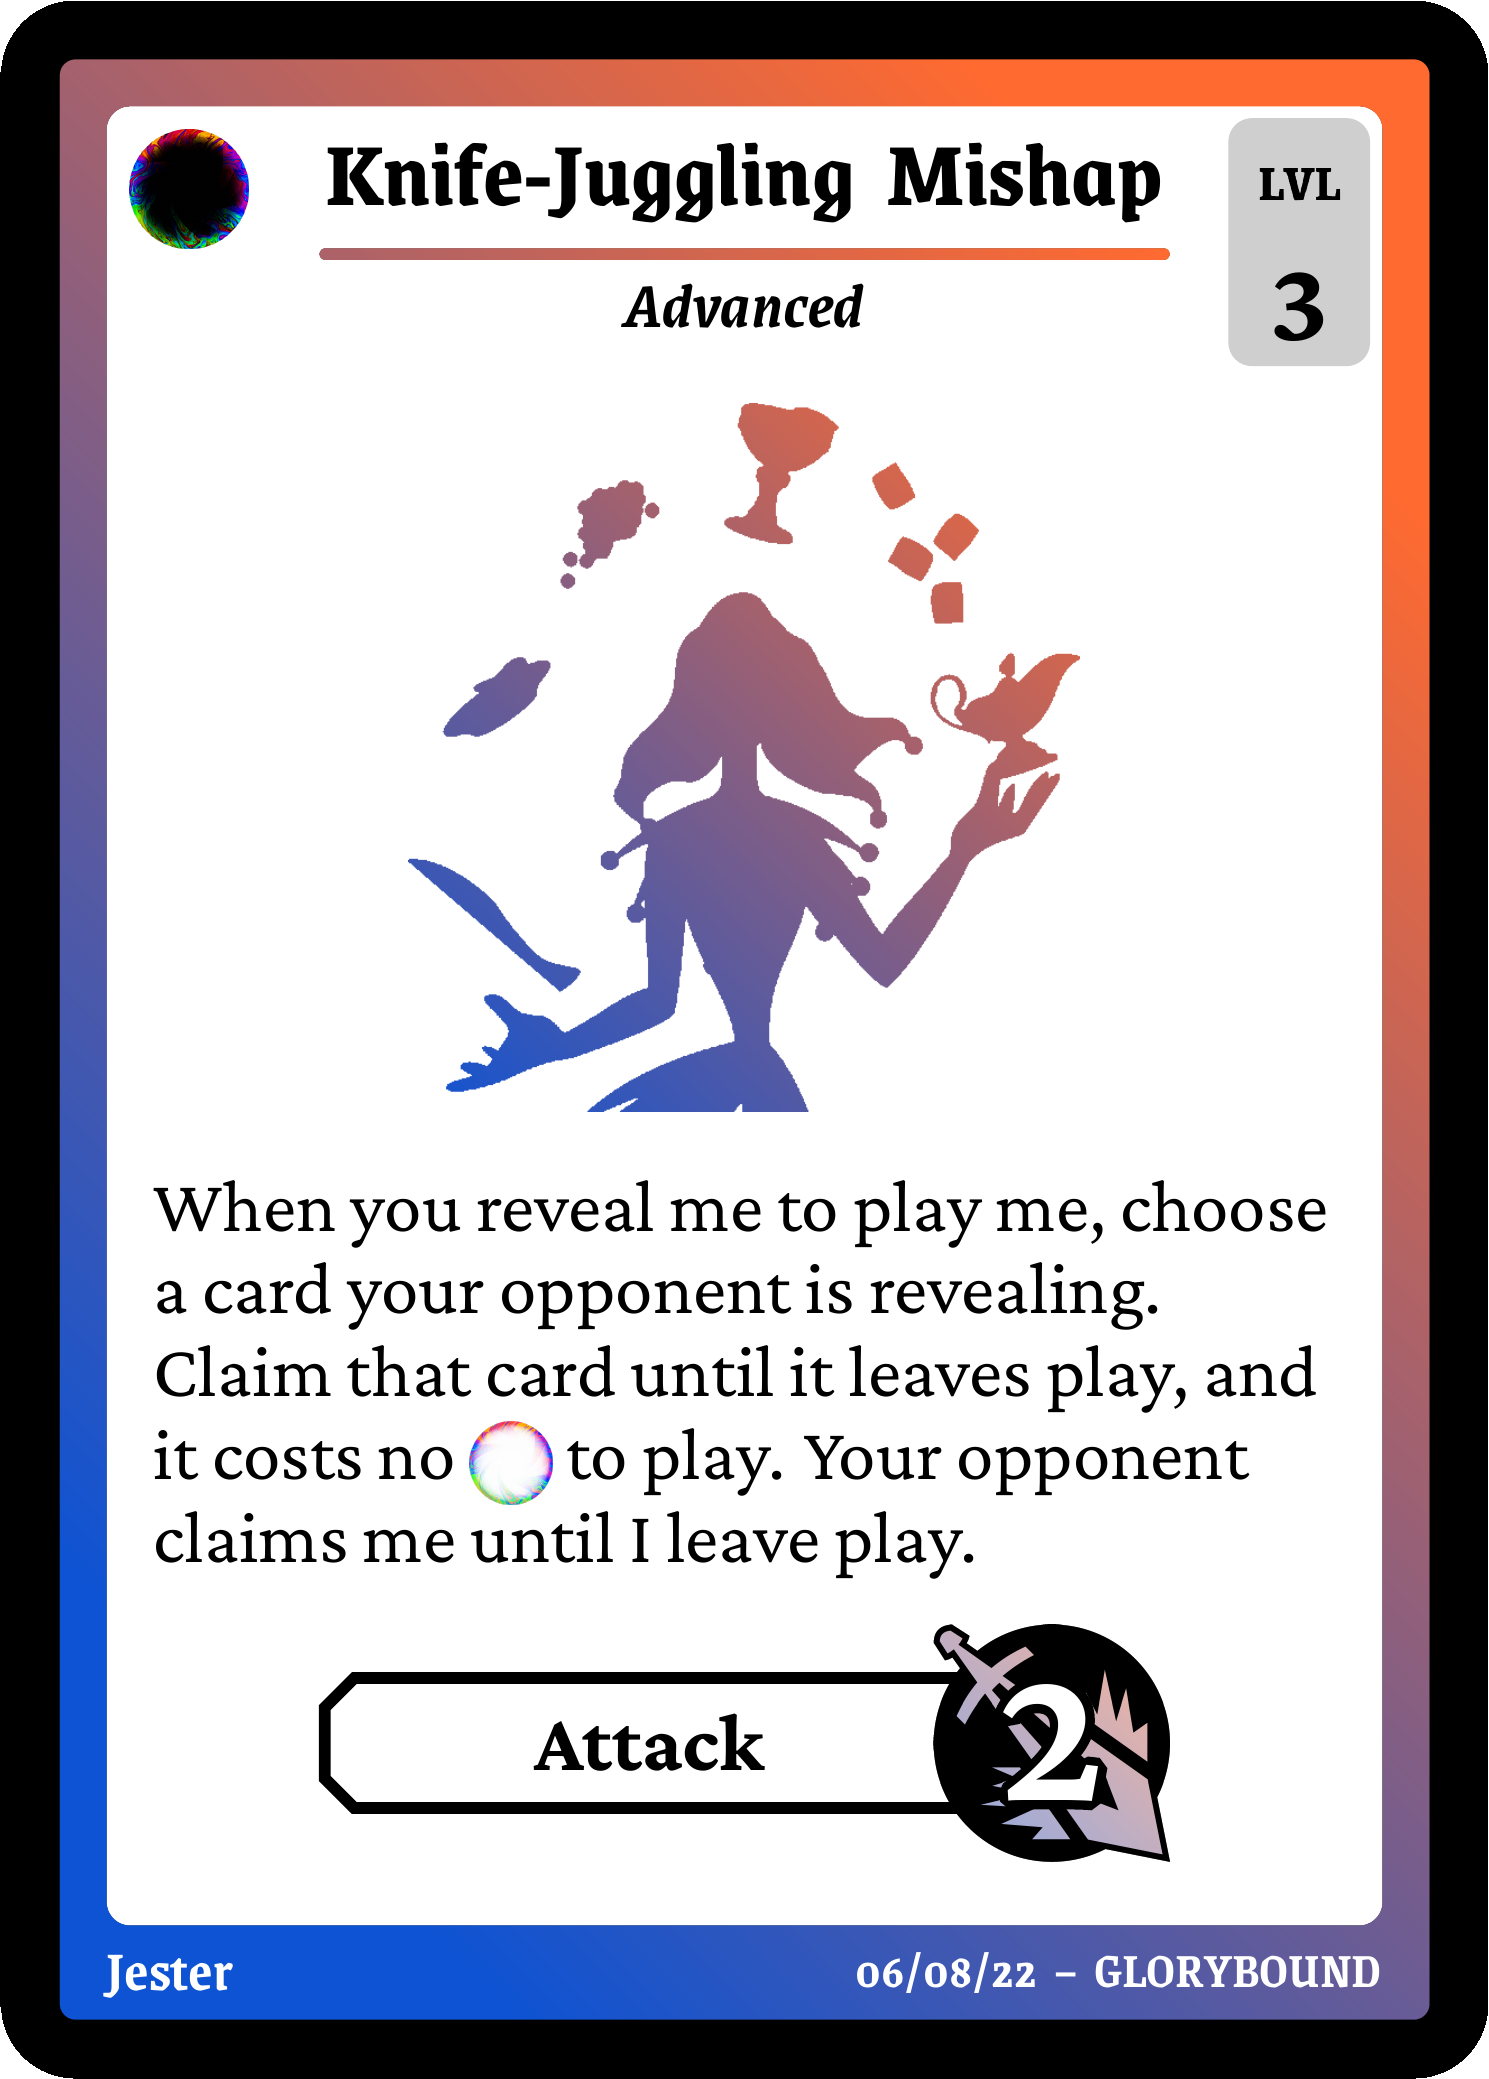 Knife-Juggling Mishap
LVL
3
Advanced
When you reveal me to play me, choose
a card your opponent is revealing.
Claim that card until it leaves play, and
it costs no to play. Your opponent
claims me until I leave play.
Attack
2
Jester
06/08/22 – GLORYBOUND